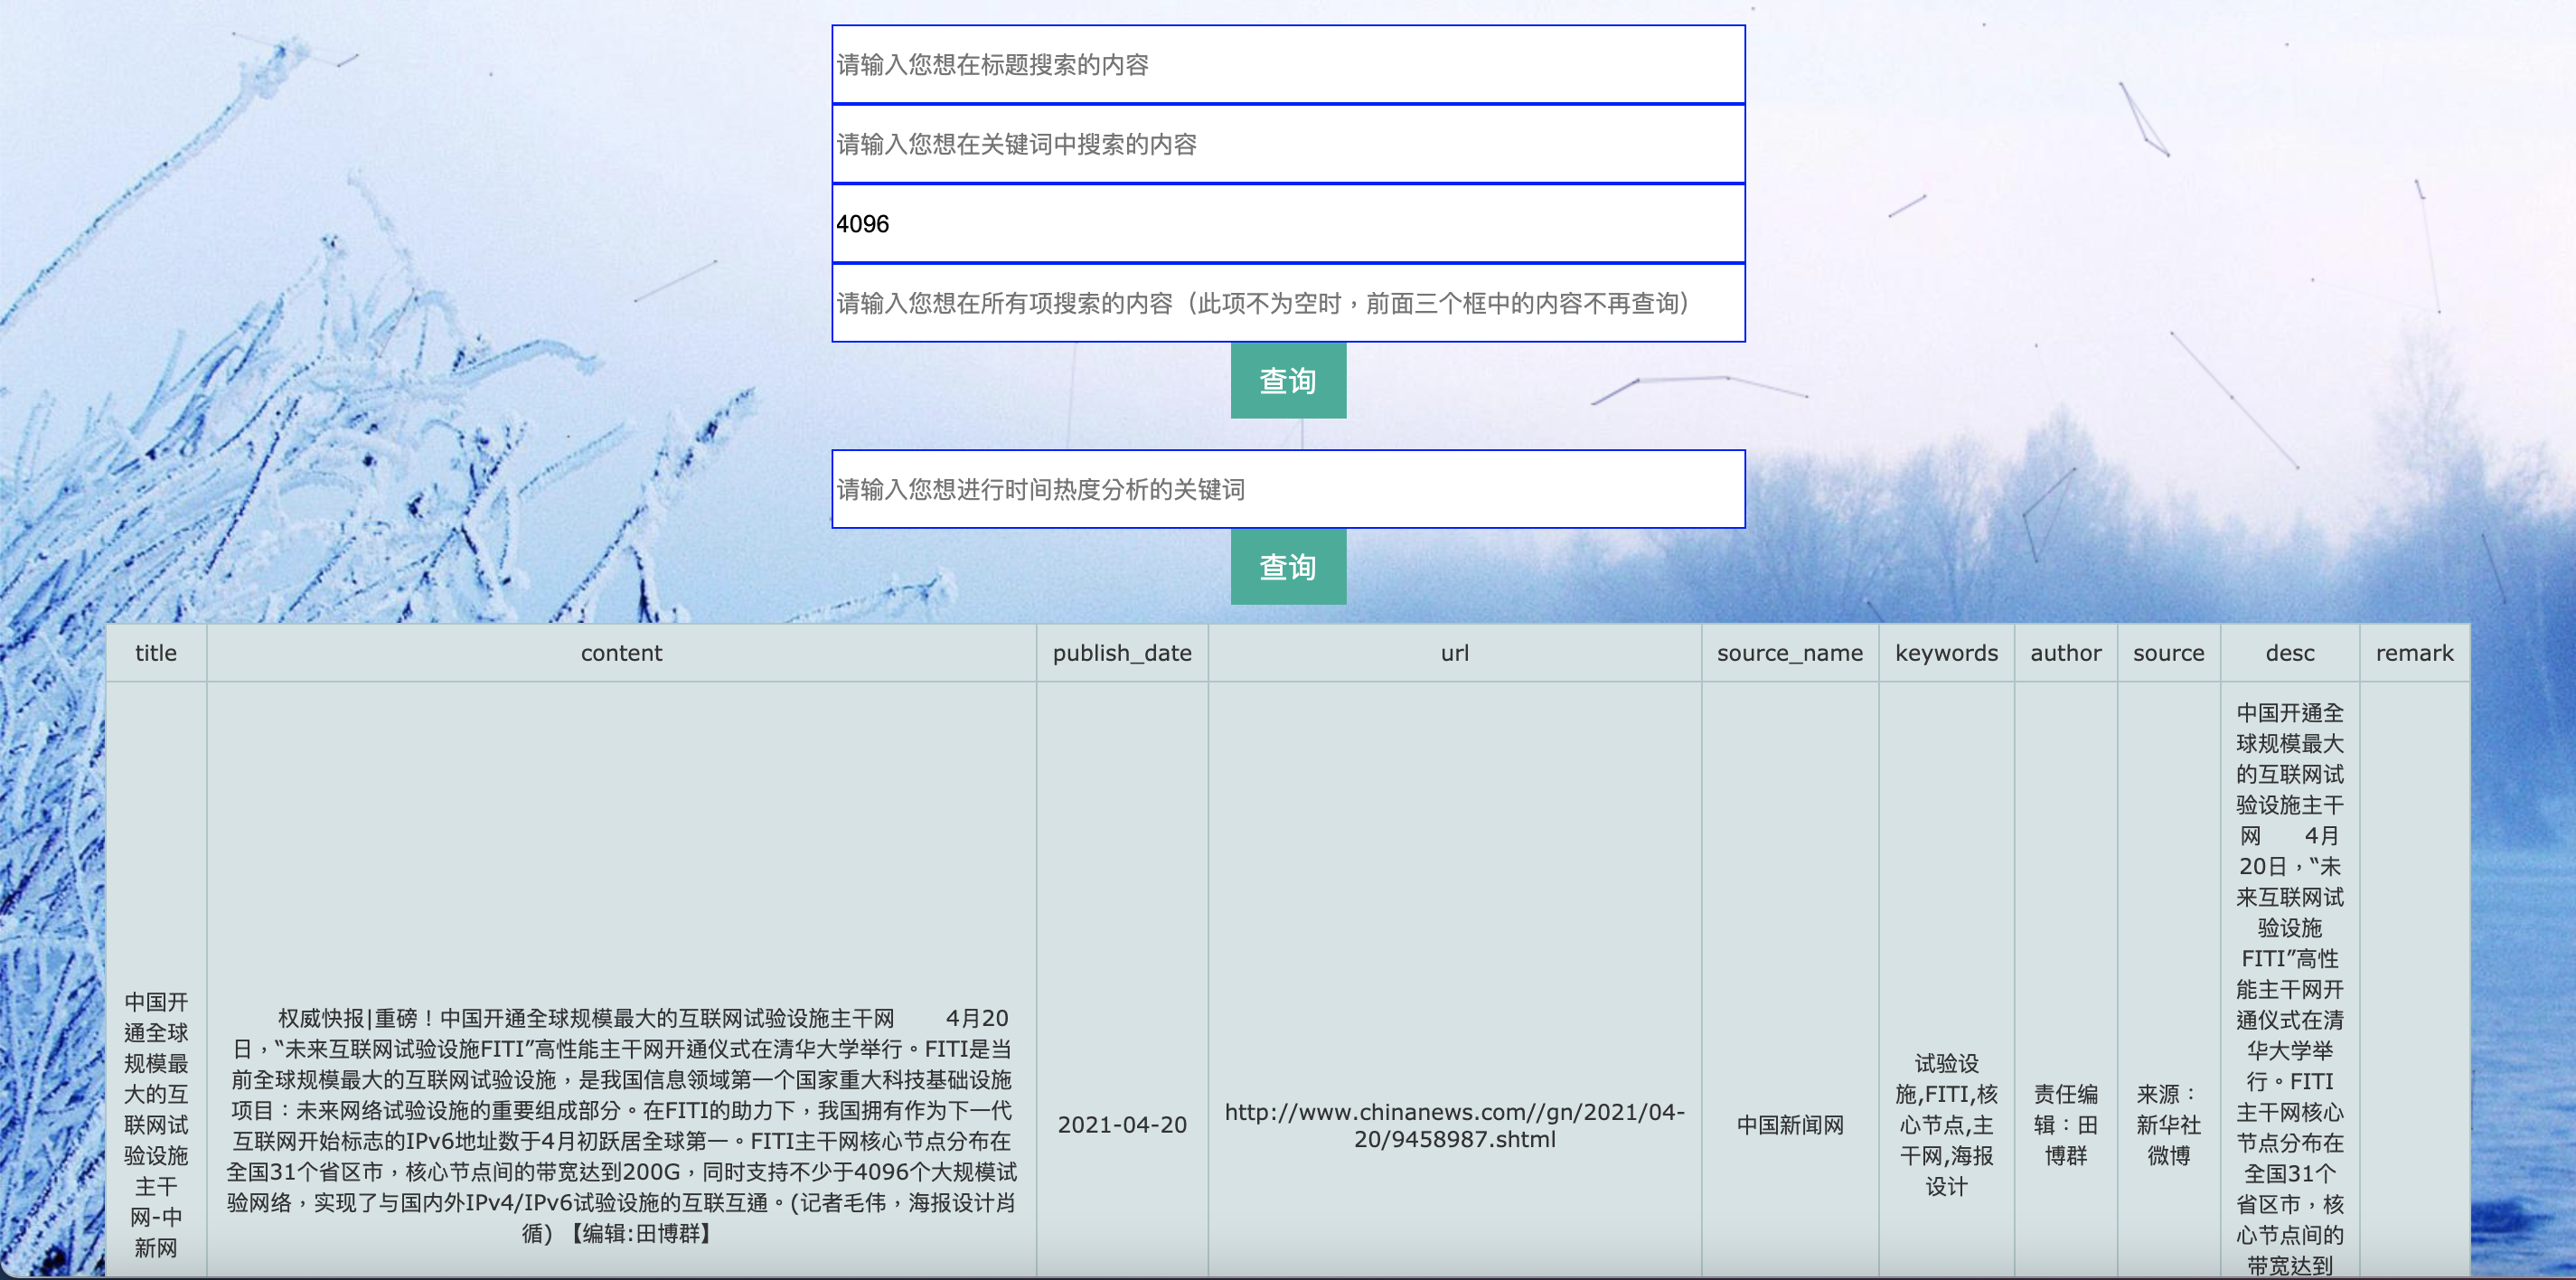 请输入您想在标题搜索的内容
请输入您想在关键词中搜索的内容
4096
请输入您想在所有项搜索的内容（此项不为空时，前面三个框中的内容不再查询）
查询
请输入您想进行时间热度分析的关键词
查询
title content publish_date url source_name keywords author source desc remark
中国开
通全球
规模最
大的互
联网试
验设施
主干
网-中
新网
权威快报|重磅！中国开通全球规模最大的互联网试验设施主干网 4月20
日，“未来互联网试验设施FITI”高性能主干网开通仪式在清华大学举行。FITI是当
前全球规模最大的互联网试验设施，是我国信息领域第一个国家重大科技基础设施
项目：未来网络试验设施的重要组成部分。在FITI的助力下，我国拥有作为下一代
互联网开始标志的IPv6地址数于4月初跃居全球第一。FITI主干网核心节点分布在
全国31个省区市，核心节点间的带宽达到200G，同时支持不少于4096个大规模试
验网络，实现了与国内外IPv4/IPv6试验设施的互联互通。(记者毛伟，海报设计肖
循) 【编辑:田博群】
2021-04-20
http://www.chinanews.com//gn/2021/04-
20/9458987.shtml
中国新闻网
试验设
施,FITI,核
心节点,主
干网,海报
设计
责任编
辑：田
博群
来源：
新华社
微博
中国开通全
球规模最大
的互联网试
验设施主干
网 4月
20日，“未
来互联网试
验设施
FITI”高性
能主干网开
通仪式在清
华大学举
行。FITI
主干网核心
节点分布在
全国31个
省区市，核
心节点间的
带宽达到